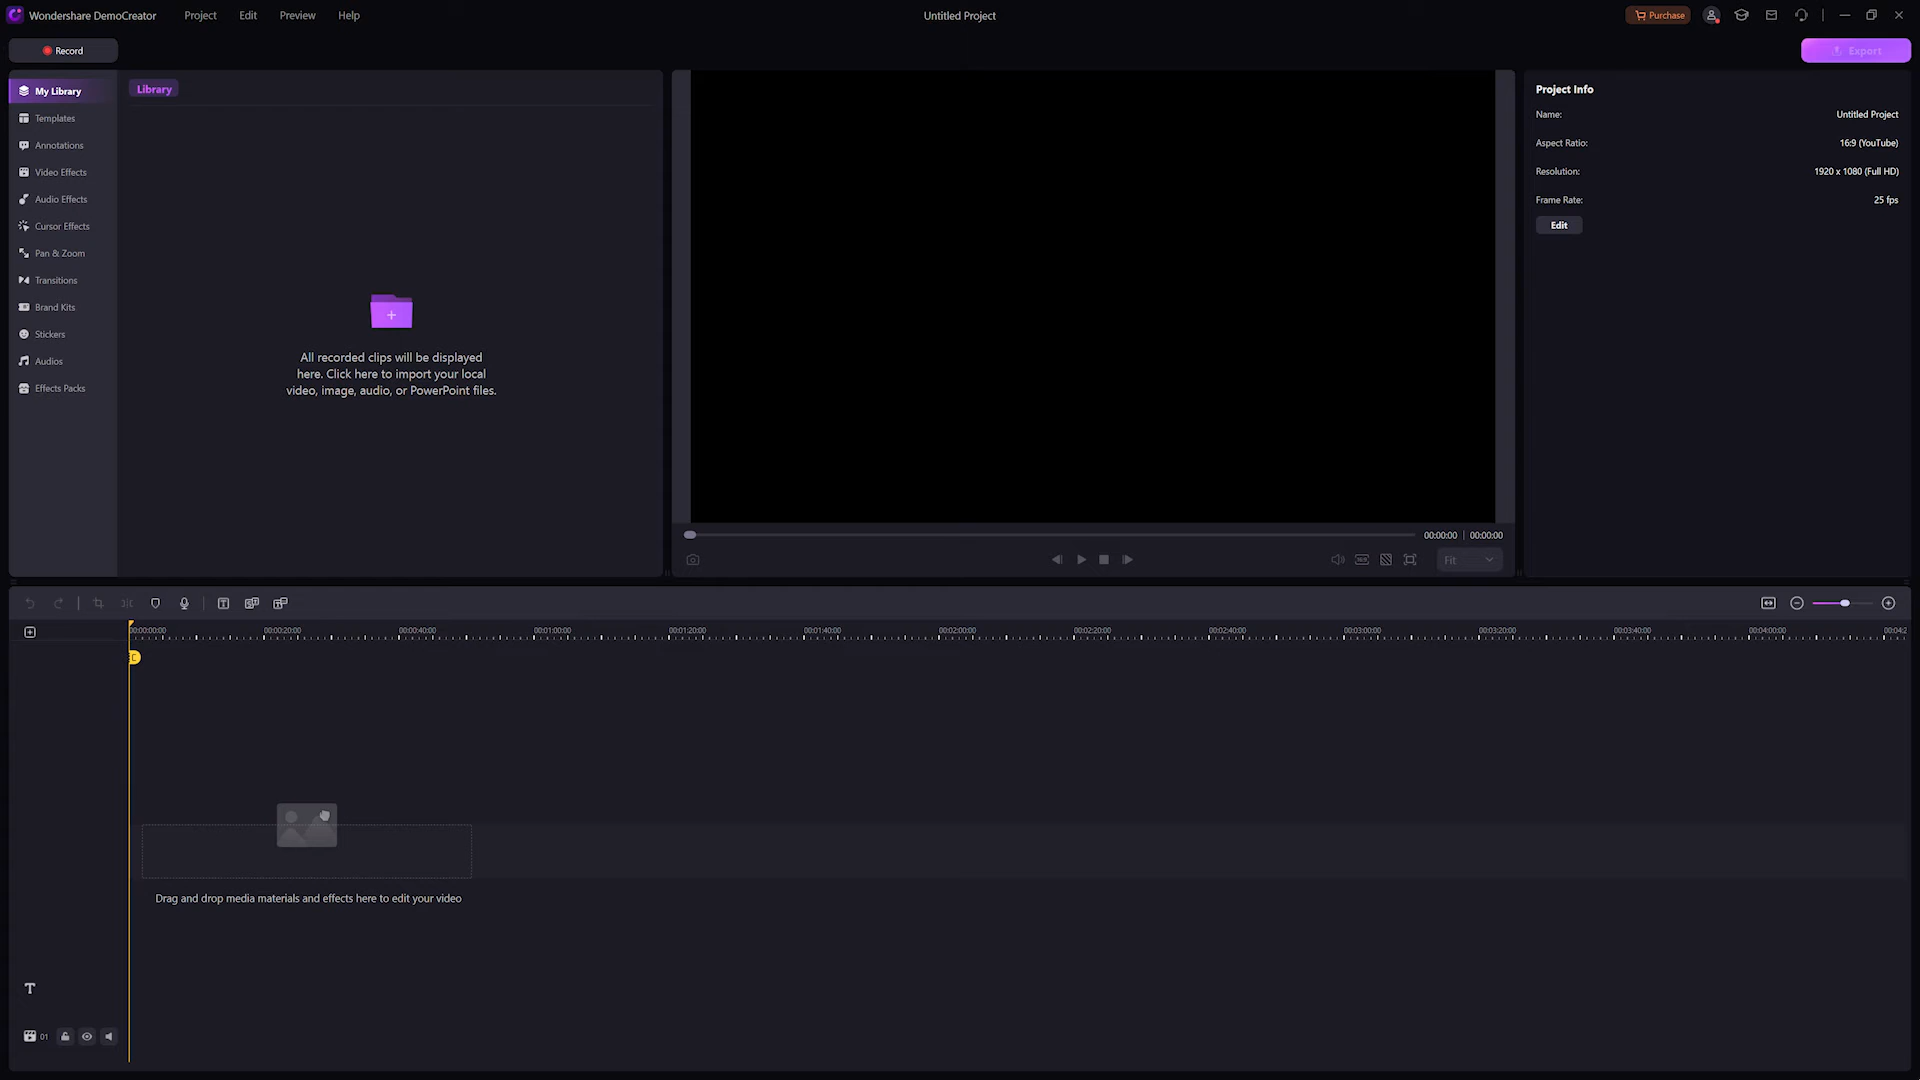 Wondershare DemoCreator Project Edit Preview Help Untitled Project Purchase
Record Export
My Library
Templates
Annotations
Video Effects
Audio Effects
Cursor Effects
Pan & Zoom
Transitions
Brand Kits
Stickers
Audios
Effects Packs
Library
All recorded clips will be displayed
here. Click here to import your local
video, image, audio, or PowerPoint files.
00:00:00 | 00:00:00
Fit
Project Info
Name: Untitled Project
Aspect Ratio: 16:9 (YouTube)
Resolution: 1920 x 1080 (Full HD)
Frame Rate: 25 fps
Edit
00:00:00:00 00:00:20:00 00:00:40:00 00:01:00:00 00:01:20:00 00:01:40:00 00:02:00:00 00:02:20:00 00:02:40:00 00:03:00:00 00:03:20:00 00:03:40:00 00:04:00:00 00:04:2
Drag and drop media materials and effects here to edit your video
T
01